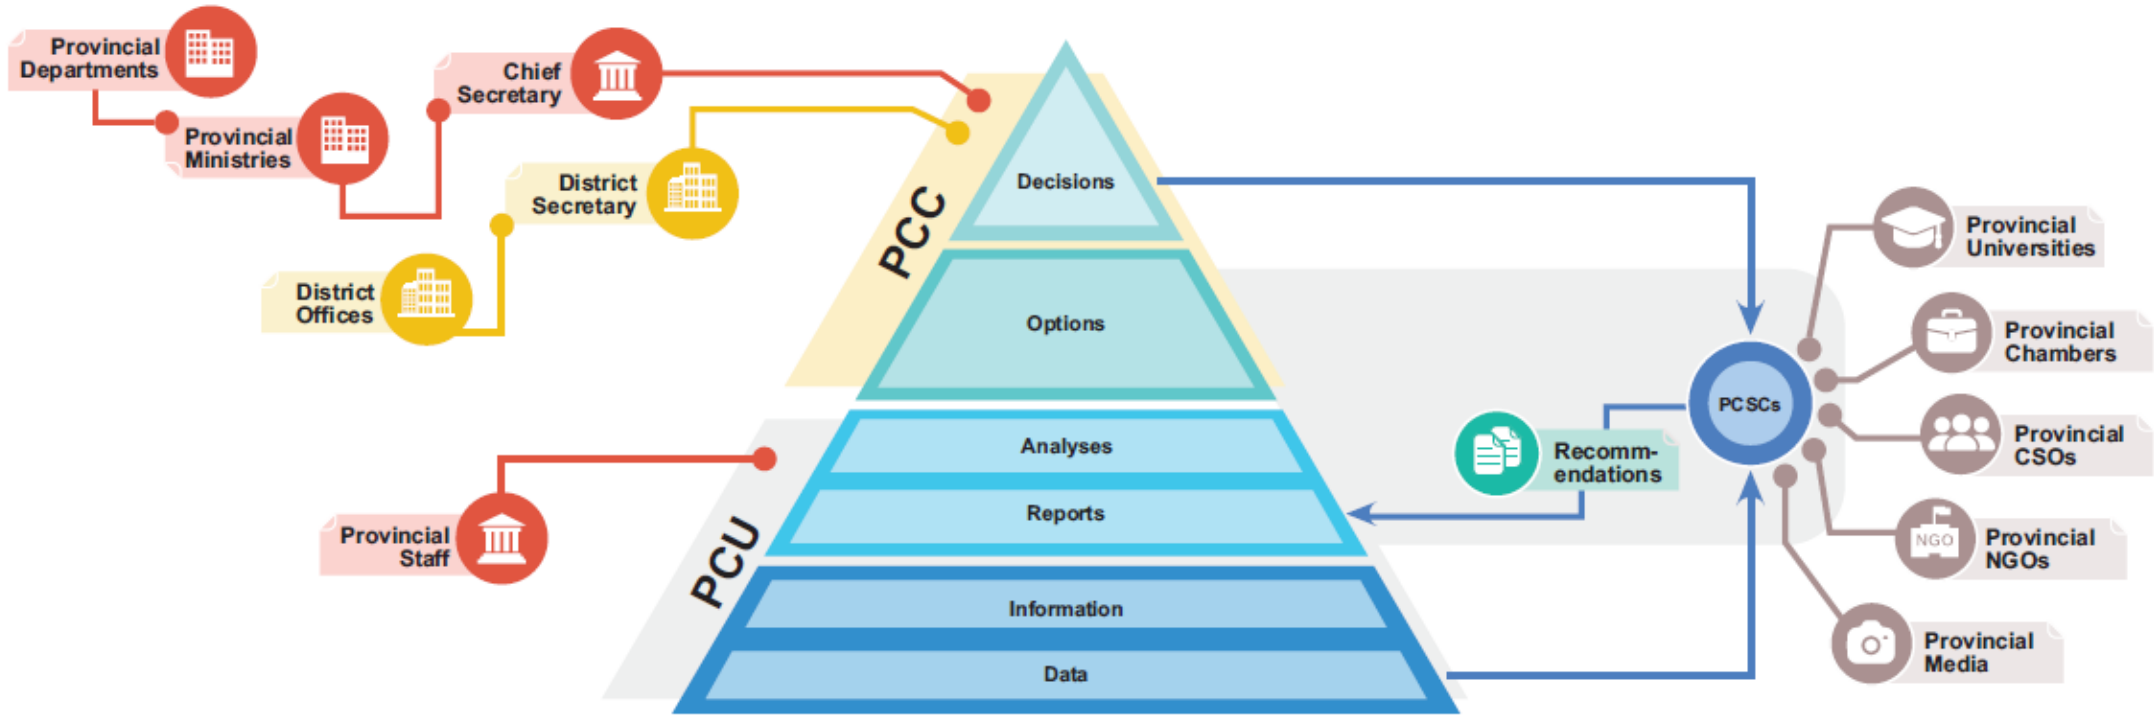 Provincial
Departments
Provincial
Ministries
Chief
Secretary
District
Secretary
District
Offices
Provincial
Staff
PCC
PCU
Decisions
Options
Analyses
Reports
Information
Data
Recomm-
endations
PCSCs
Provincial
Universities
Provincial
Chambers
Provincial
CSOs
NGO
Provincial
NGOs
Provincial
Media